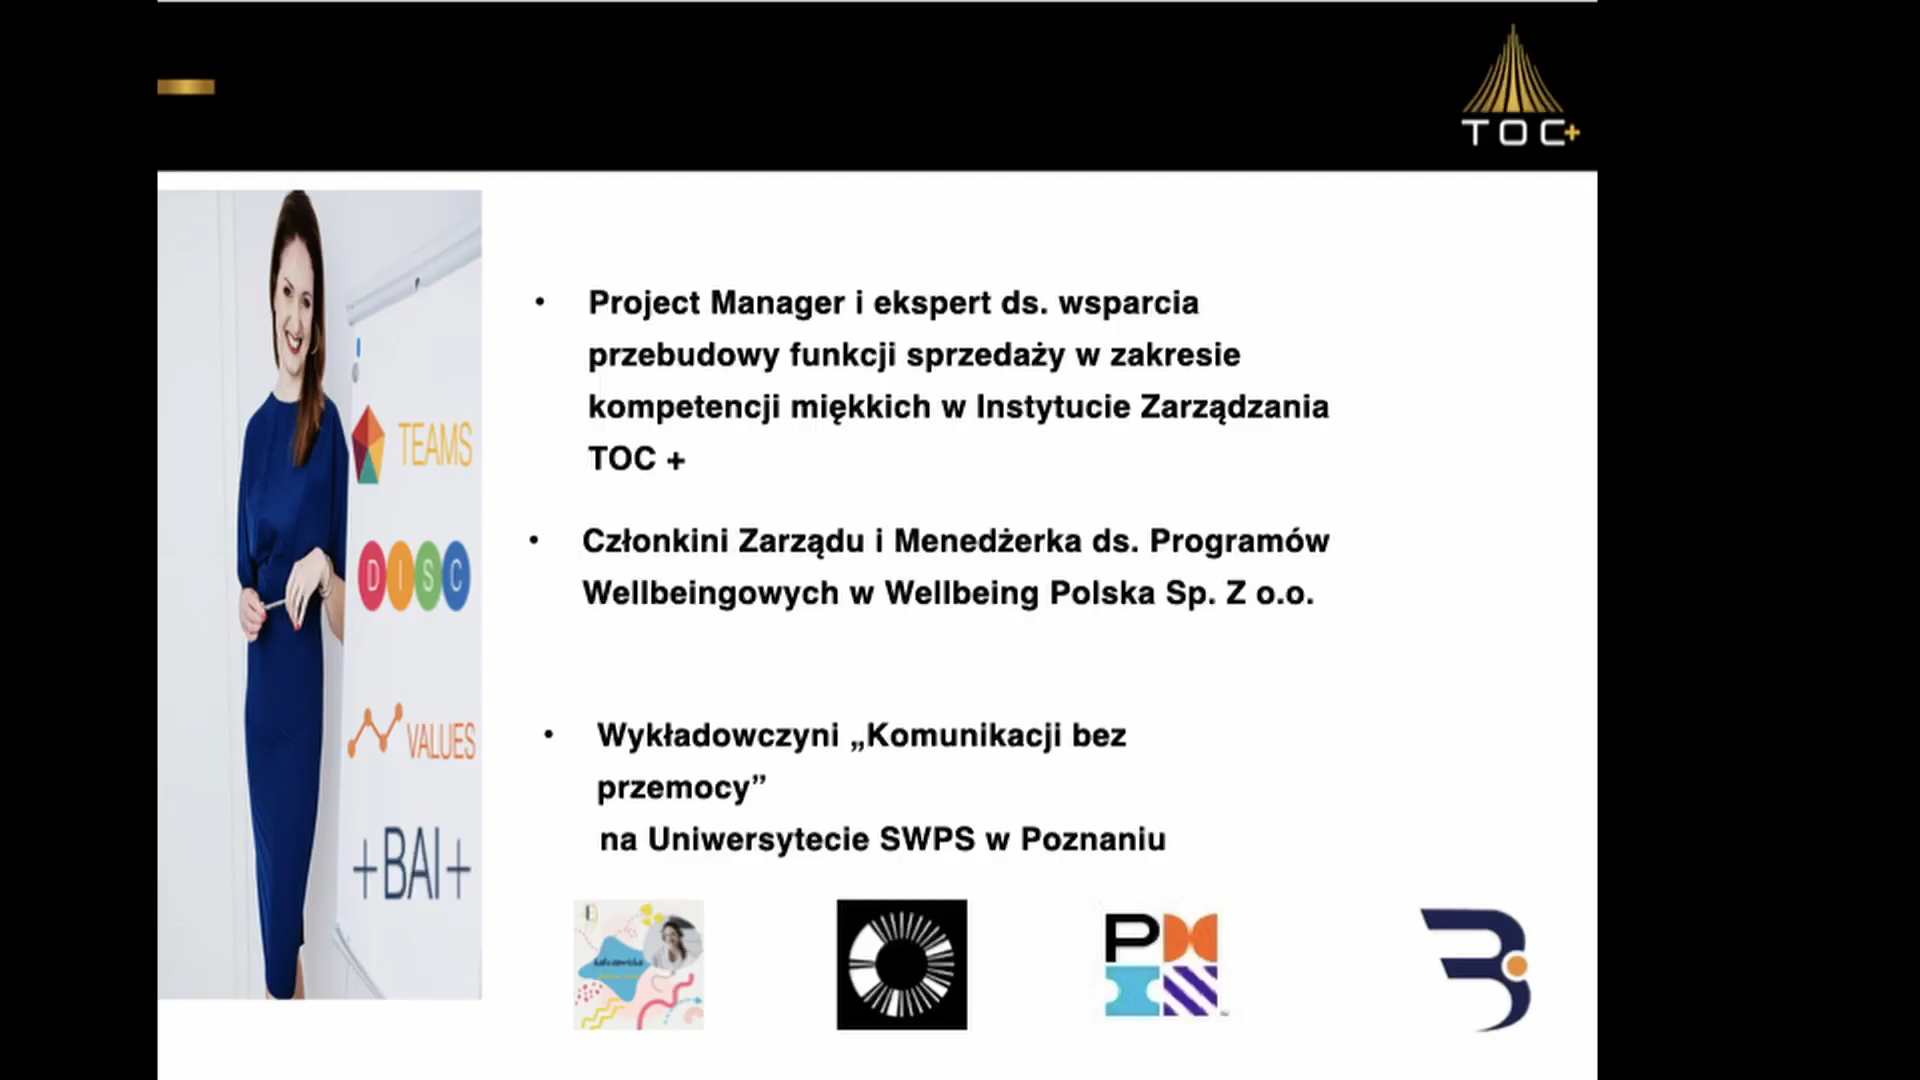 TOC+
Project Manager i ekspert ds. wsparcia
przebudowy funkcji sprzedaży w zakresie
kompetencji miękkich w Instytucie Zarządzania
TOC +
Członkini Zarządu i Menedżerka ds. Programów
Wellbeingowych w Wellbeing Polska Sp. Z o.o.
Wykładowczyni „Komunikacji bez
przemocy”
na Uniwersytecie SWPS w Poznaniu
TEAMS
DISC
VALUES
+BAI+